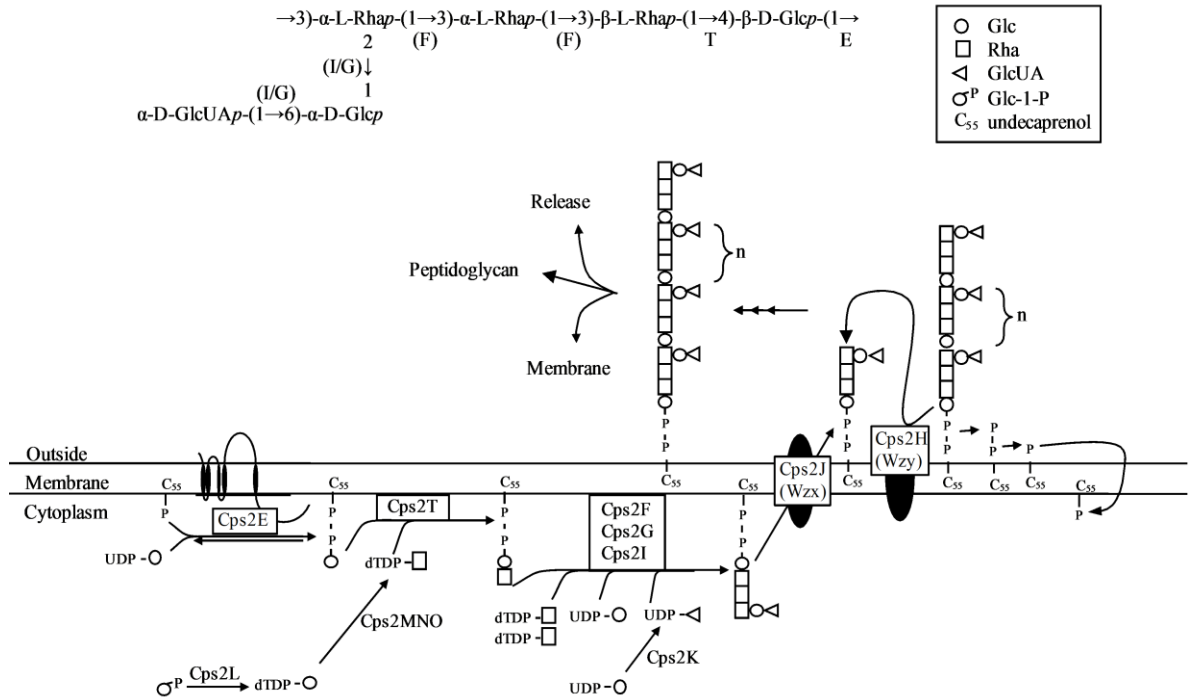 →3)-α-L-Rhap-(1→3)-α-L-Rhap-(1→3)-β-L-Rhap-(1→4)-β-D-Glcp-(1→
2 (F) (F) T E
(I/G)↓
(I/G) 1
α-D-GlcUAp-(1→6)-α-D-Glcp
Glc
Rha
GlcUA
P Glc-1-P
C₅₅ undecaprenol
Release
Peptidoglycan
Membrane
n
n
P
P
P
P
P
P
P
P
P
Outside
Membrane
Cytoplasm
C₅₅
C₅₅
C₅₅
C₅₅
C₅₅
C₅₅
C₅₅
C₅₅
C₅₅
C₅₅
P
P
P
P
P
P
P
P
P
Cps2E
Cps2T
Cps2F
Cps2G
Cps2I
Cps2J
(Wzx)
Cps2H
(Wzy)
UDP
dTDP
Cps2MNO
dTDP
dTDP
UDP
UDP
Cps2K
UDP
P
Cps2L
dTDP